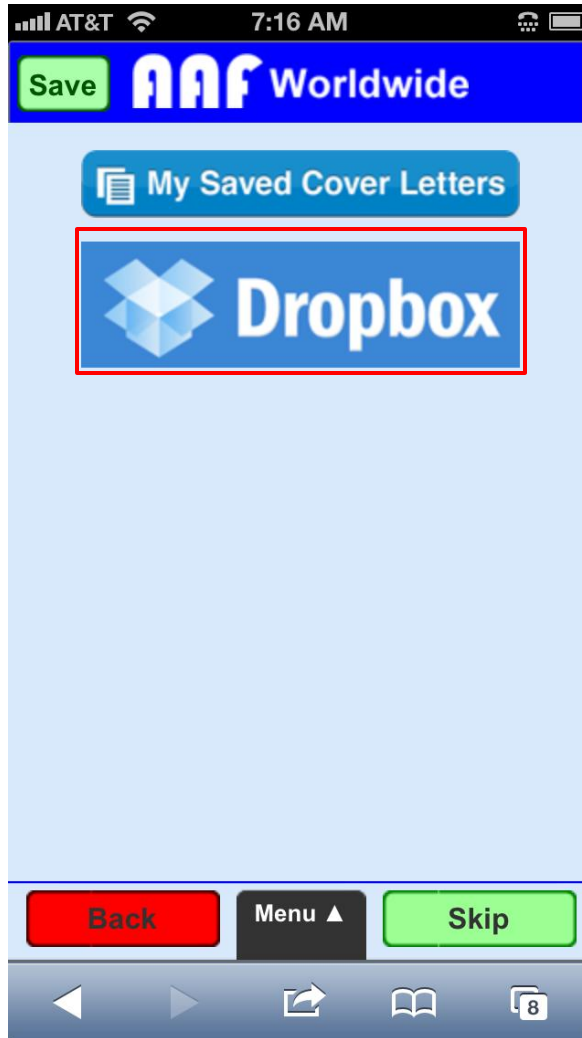 AT&T 7:16 AM
Save AAF Worldwide
My Saved Cover Letters
Dropbox
Back Menu ▲ Skip
8